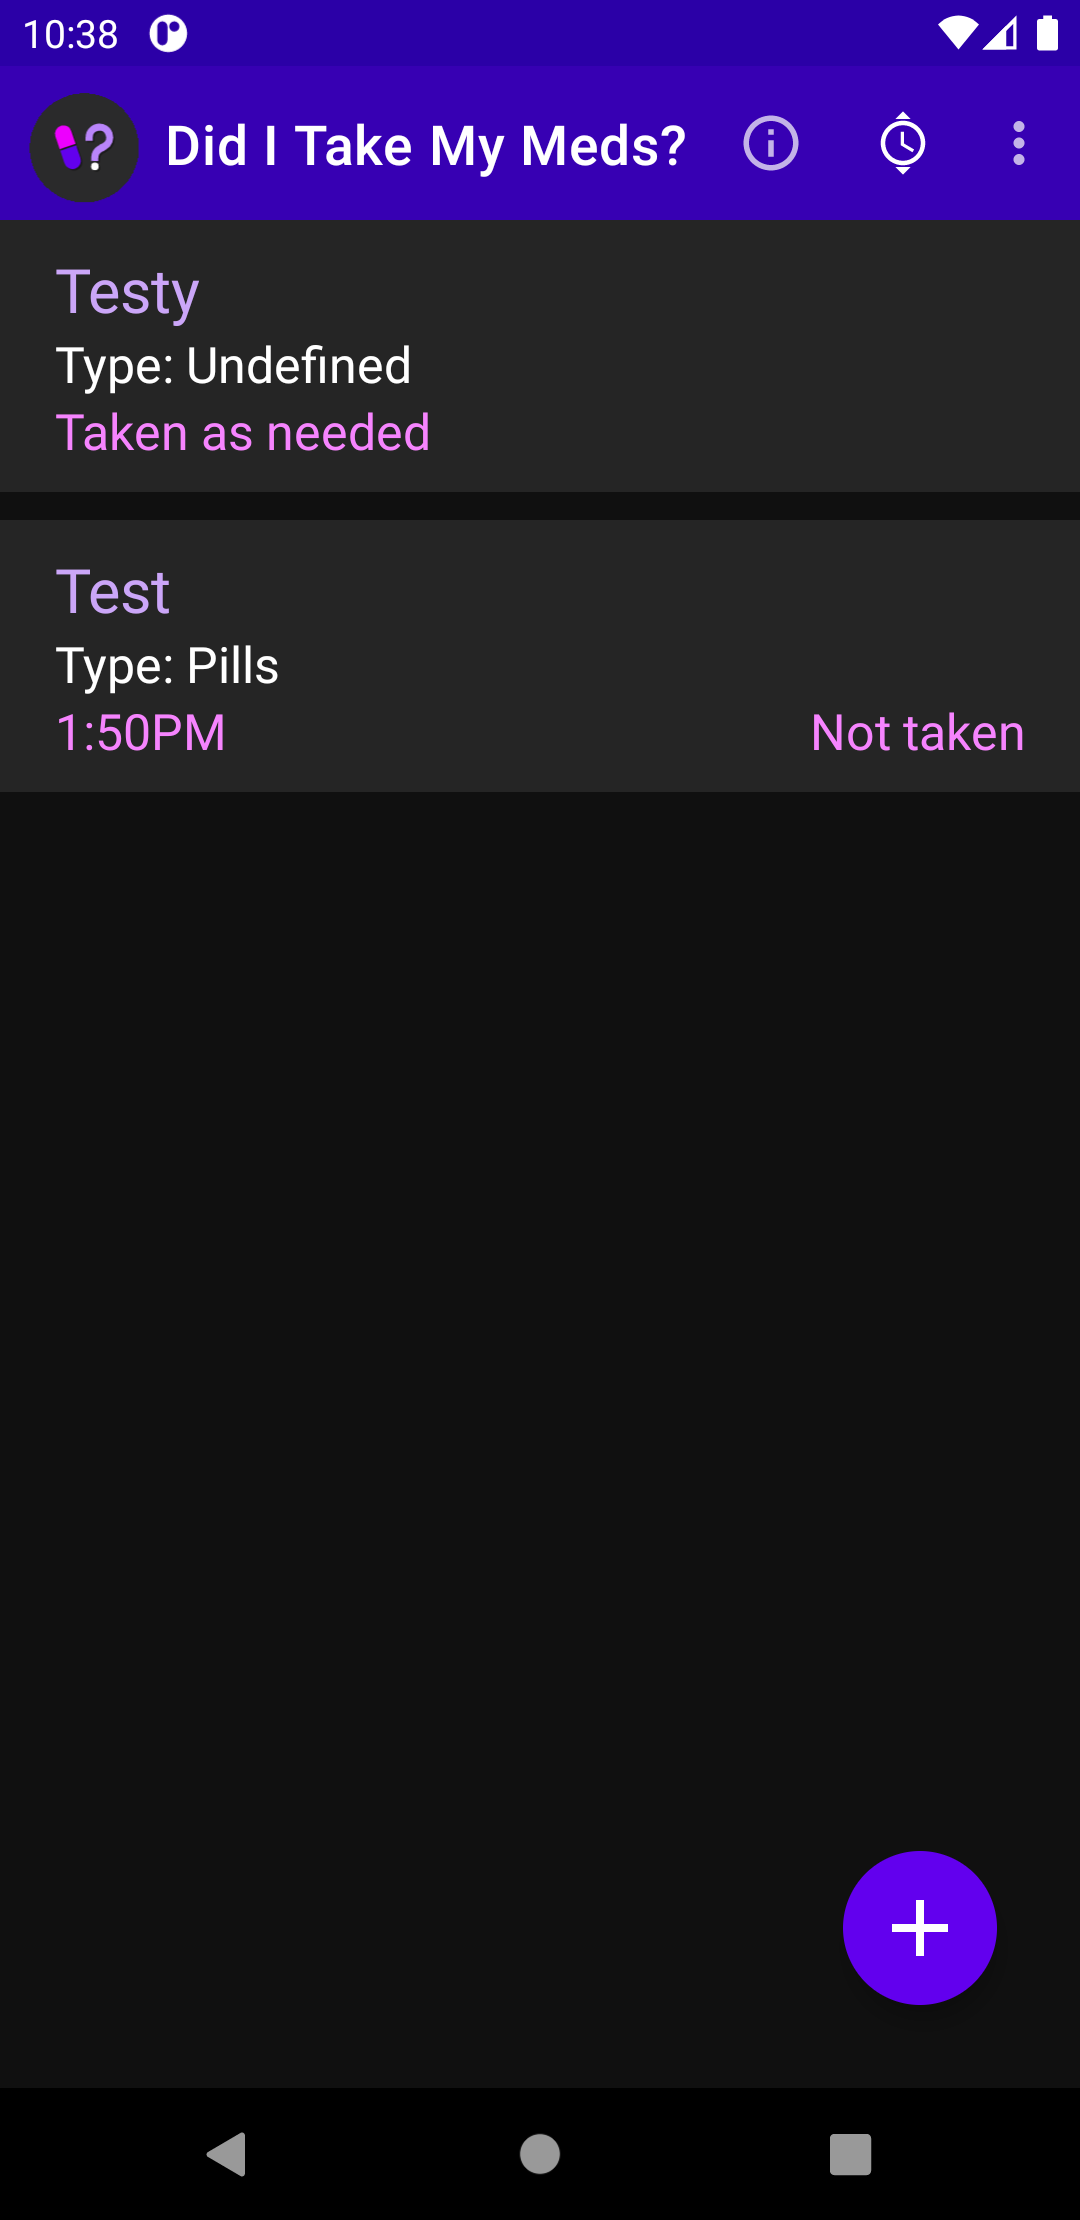 10:38
Did I Take My Meds?
Testy
Type: Undefined
Taken as needed
Test
Type: Pills
1:50PM Not taken